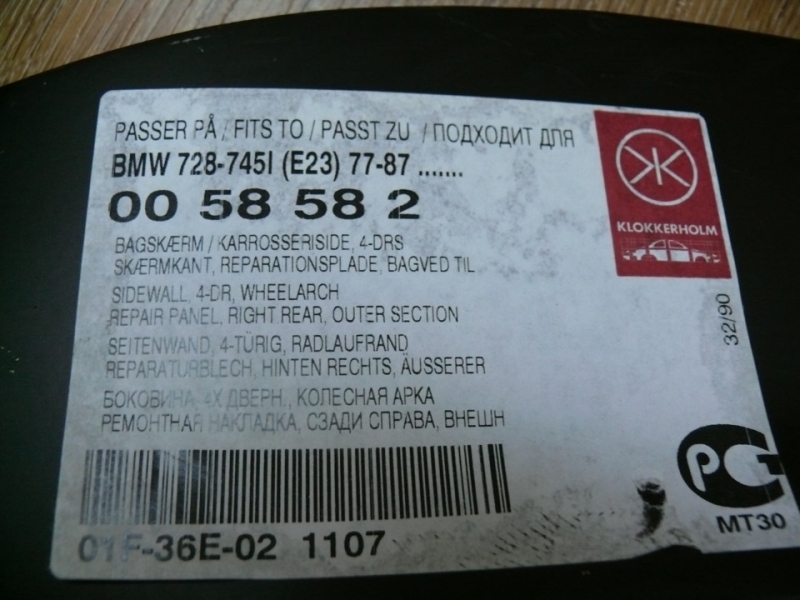 PASSER PÅ / FITS TO / PASST ZU / ПОДХОДИТ ДЛЯ
BMW 728-745I (E23) 77-87 .......
00 58 58 2
BAGSKÆRM / KARROSSERISIDE, 4-DRS
SKÆRMKANT, REPARATIONSPLADE, BAGVED TIL
SIDEWALL, 4-DR, WHEELARCH
REPAIR PANEL, RIGHT REAR, OUTER SECTION
SEITENWAND, 4-TÜRIG, RADLAUFRAND
REPARATURBLECH, HINTEN RECHTS, ÄUSSERER
БОКОВИНА, 4Х ДВЕРН., КОЛЕСНАЯ АРКА
РЕМОНТНАЯ НАКЛАДКА, СЗАДИ СПРАВА, ВНЕШН
01F-36E-02 1107
KLOKKERHOLM
32/90
РСТ
МТ30